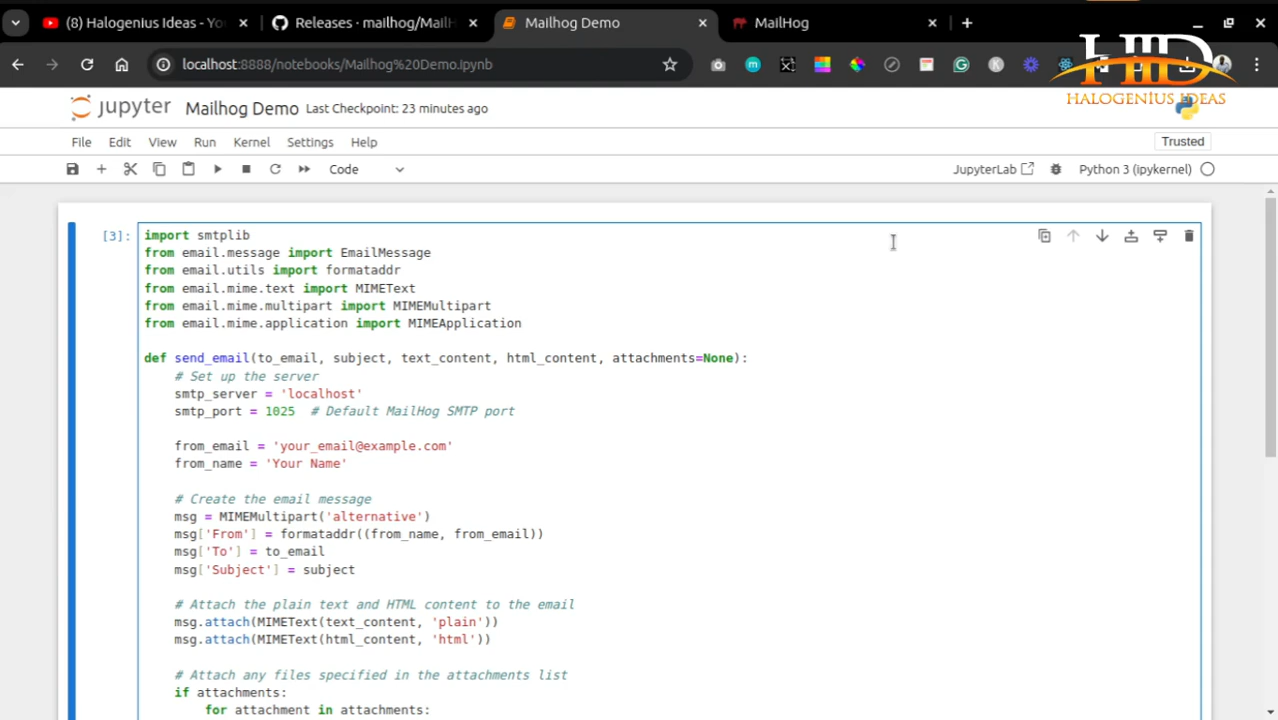 (8) Halogenius Ideas - Yo
Releases · mailhog/Mail
Mailhog Demo
MailHog
localhost:8888/notebooks/Mailhog%20Demo.ipynb
HID
HALOGENIUS IDEAS
jupyter
Mailhog Demo
Last Checkpoint: 23 minutes ago
File
Edit
View
Run
Kernel
Settings
Help
Trusted
Code
JupyterLab
Python 3 (ipykernel)
[3]:
import smtplib
from email.message import EmailMessage
from email.utils import formataddr
from email.mime.text import MIMEText
from email.mime.multipart import MIMEMultipart
from email.mime.application import MIMEApplication
def send_email(to_email, subject, text_content, html_content, attachments=None):
# Set up the server
smtp_server = 'localhost'
smtp_port = 1025  # Default MailHog SMTP port
from_email = 'your_email@example.com'
from_name = 'Your Name'
# Create the email message
msg = MIMEMultipart('alternative')
msg['From'] = formataddr((from_name, from_email))
msg['To'] = to_email
msg['Subject'] = subject
# Attach the plain text and HTML content to the email
msg.attach(MIMEText(text_content, 'plain'))
msg.attach(MIMEText(html_content, 'html'))
# Attach any files specified in the attachments list
if attachments:
for attachment in attachments: